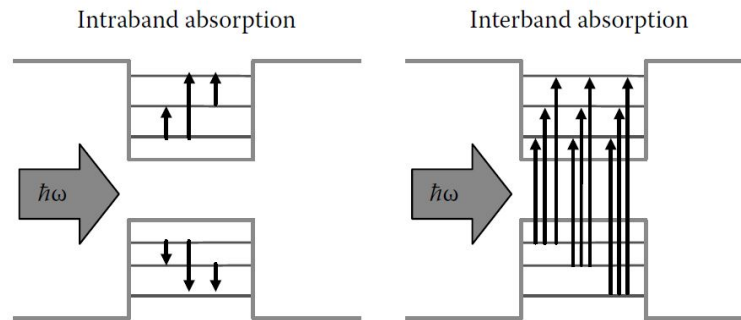 Intraband absorption
Interband absorption
ħω
ħω